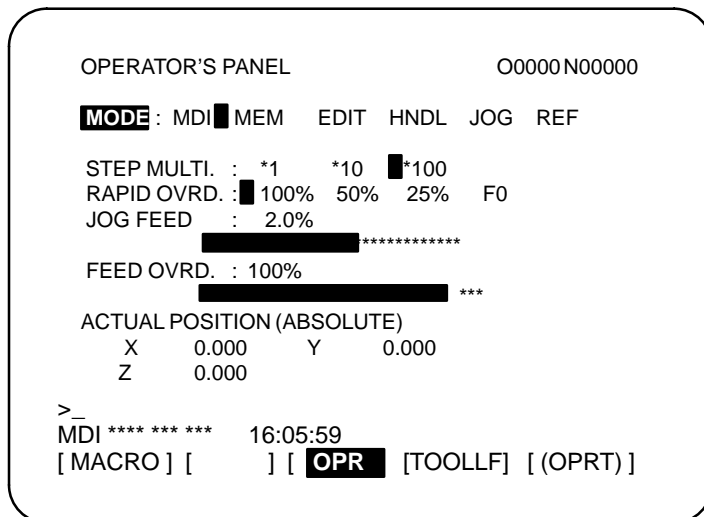 OPERATOR'S PANEL O0000 N00000
MODE : MDI MEM EDIT HNDL JOG REF
STEP MULTI. : *1 *10 *100
RAPID OVRD. : 100% 50% 25% F0
JOG FEED : 2.0%
*************
FEED OVRD. : 100%
***
ACTUAL POSITION (ABSOLUTE)
X 0.000 Y 0.000
Z 0.000
>_
MDI **** *** *** 16:05:59
[ MACRO ] [ ] [ OPR [TOOLLF] [ (OPRT) ]